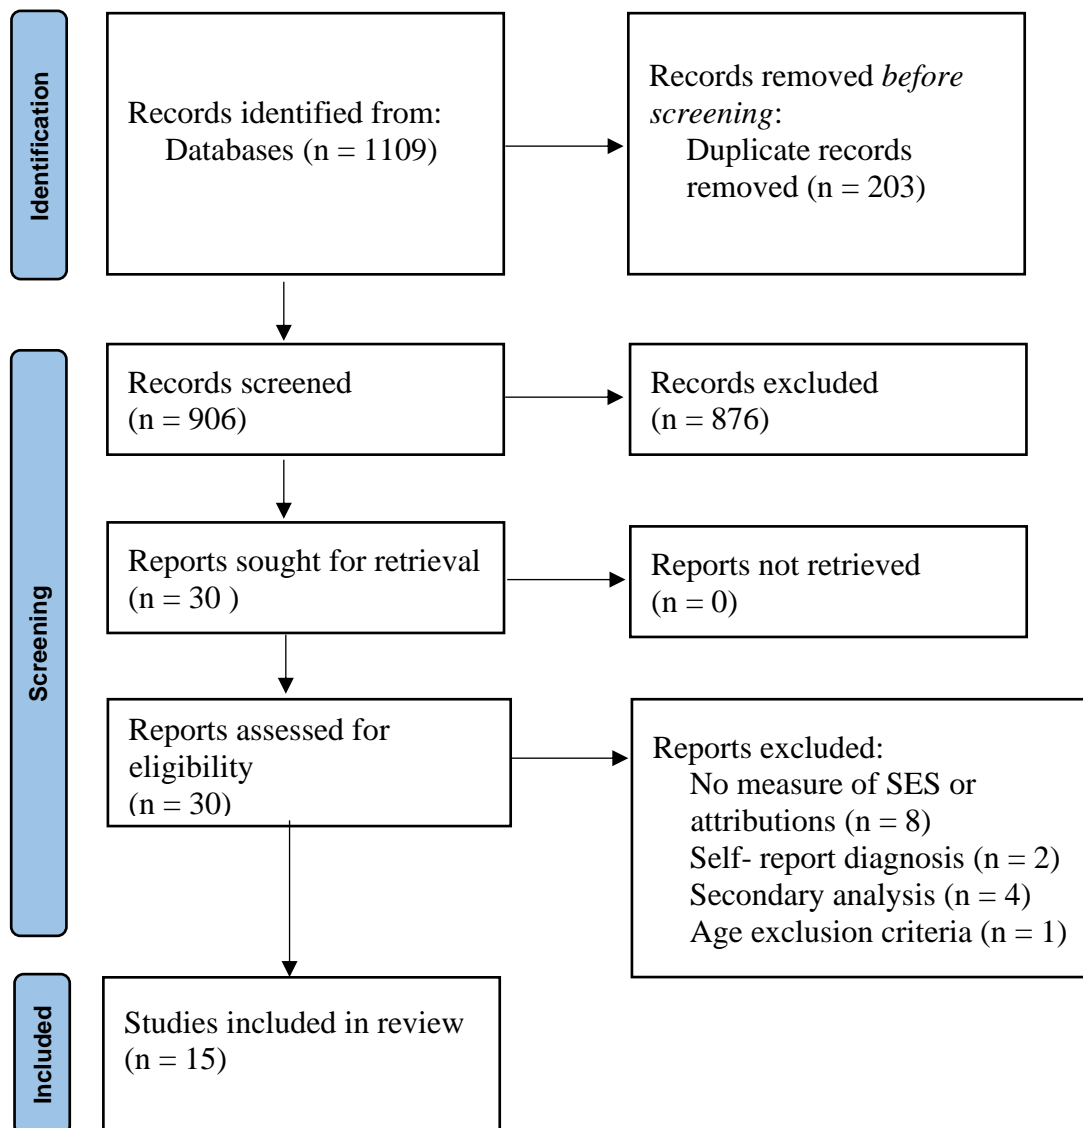 Identification
Records identified from:
Databases (n = 1109)
Records removed before
screening:
Duplicate records
removed (n = 203)
Screening
Records screened
(n = 906)
Records excluded
(n = 876)
Reports sought for retrieval
(n = 30 )
Reports not retrieved
(n = 0)
Reports assessed for
eligibility
(n = 30)
Reports excluded:
No measure of SES or
attributions (n = 8)
Self- report diagnosis (n = 2)
Secondary analysis (n = 4)
Age exclusion criteria (n = 1)
Included
Studies included in review
(n = 15)